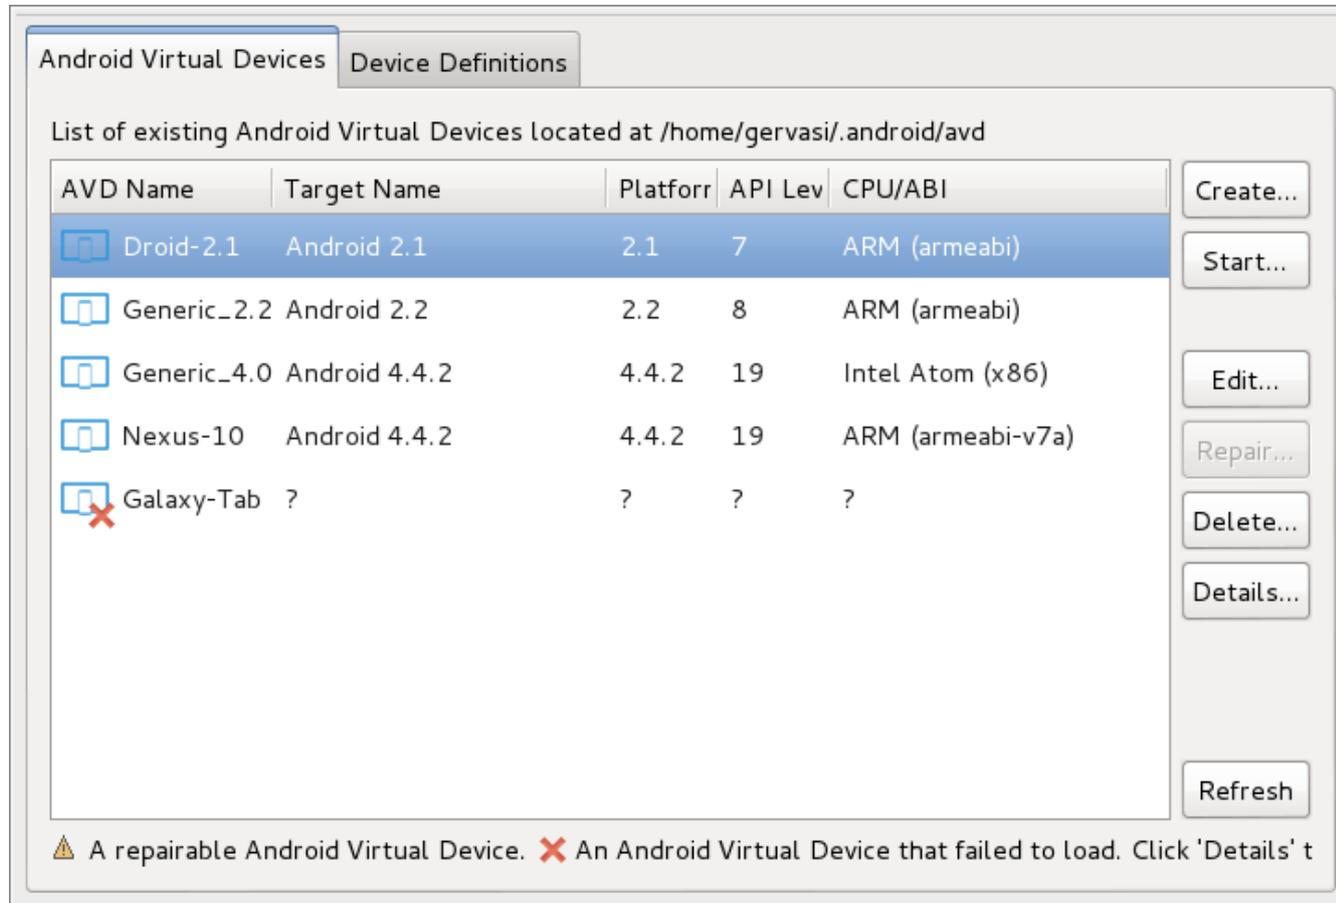 Android Virtual Devices Device Definitions
List of existing Android Virtual Devices located at /home/gervasi/.android/avd
AVD Name Target Name Platforr API Lev CPU/ABI
Droid-2.1 Android 2.1 2.1 7 ARM (armeabi)
Generic_2.2 Android 2.2 2.2 8 ARM (armeabi)
Generic_4.0 Android 4.4.2 4.4.2 19 Intel Atom (x86)
Nexus-10 Android 4.4.2 4.4.2 19 ARM (armeabi-v7a)
Galaxy-Tab ? ? ? ?
Create...
Start...
Edit...
Repair...
Delete...
Details...
Refresh
A repairable Android Virtual Device. An Android Virtual Device that failed to load. Click 'Details' t